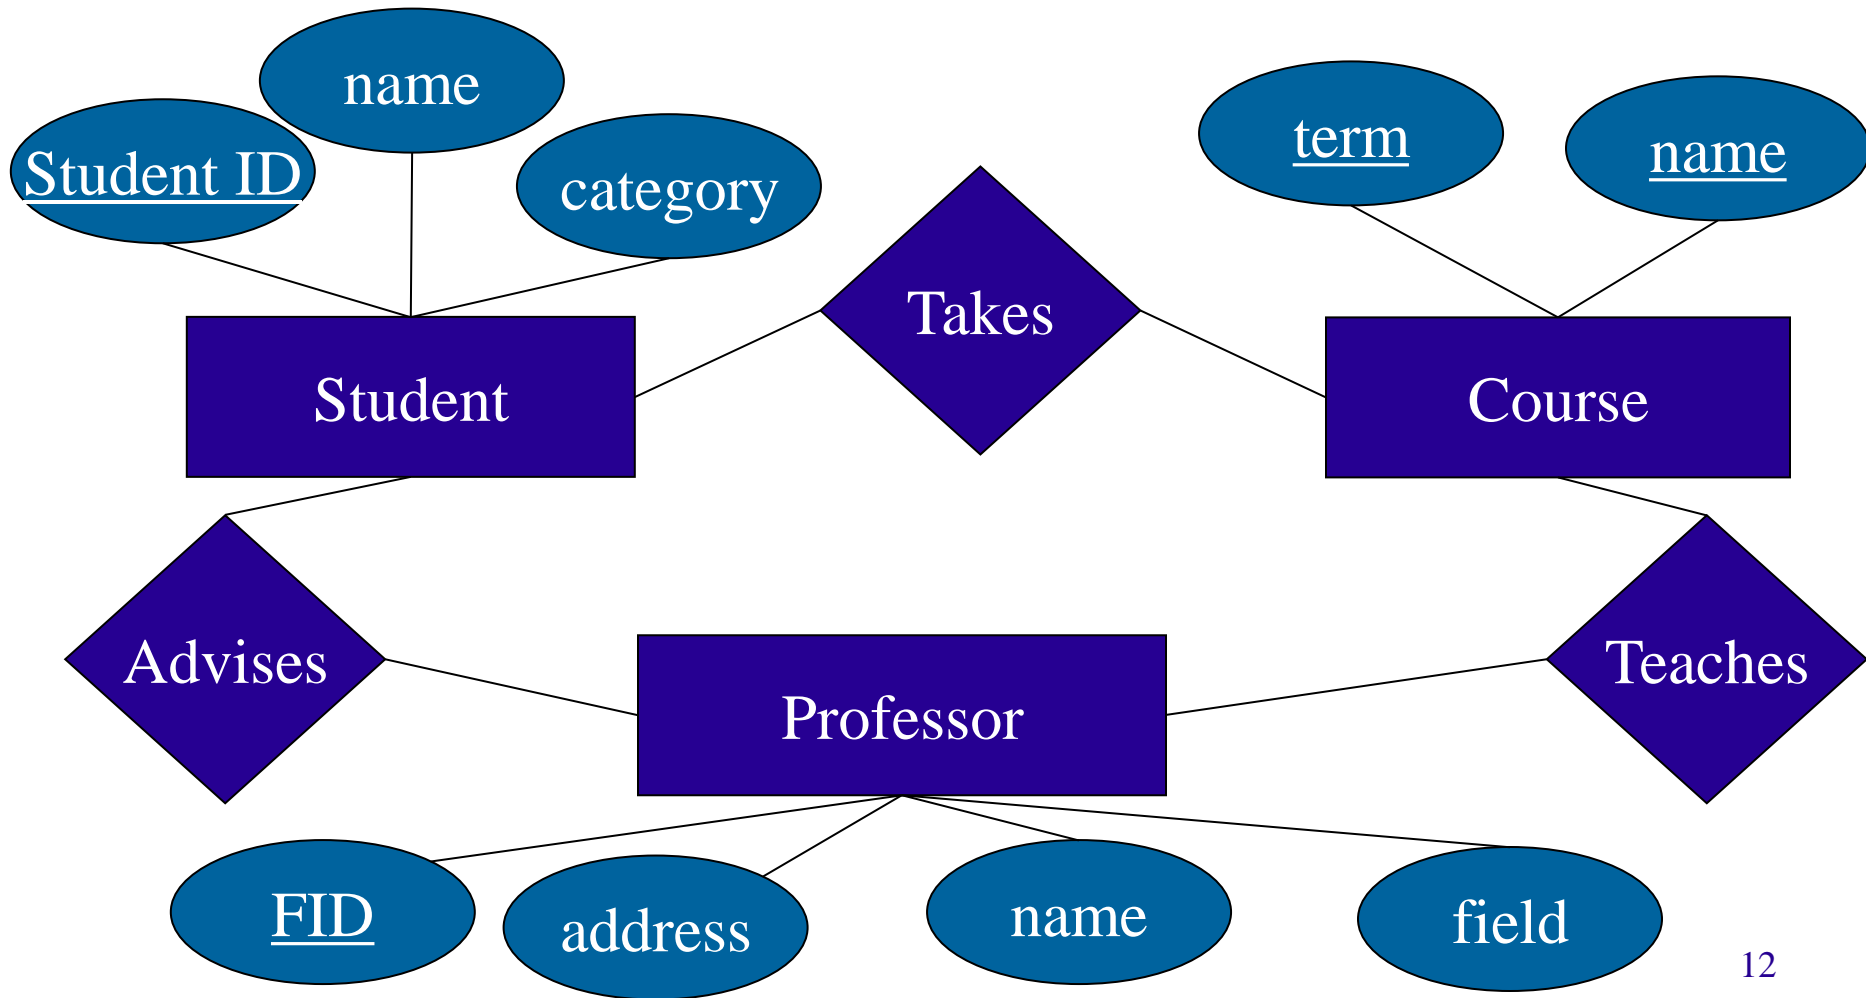 name
Student ID
category
term
name
Takes
Student
Course
Advises
Professor
Teaches
FID
address
name
field
12